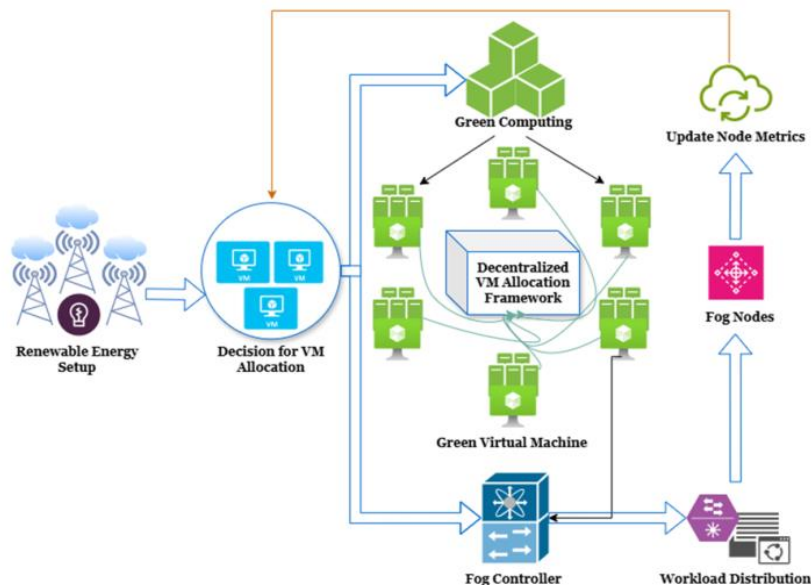 Green Computing
Update Node Metrics
VM
VM
VM
Decentralized
VM Allocation
Framework
Renewable Energy
Setup
Decision for VM
Allocation
Fog Nodes
Green Virtual Machine
Fog Controller
Workload Distribution